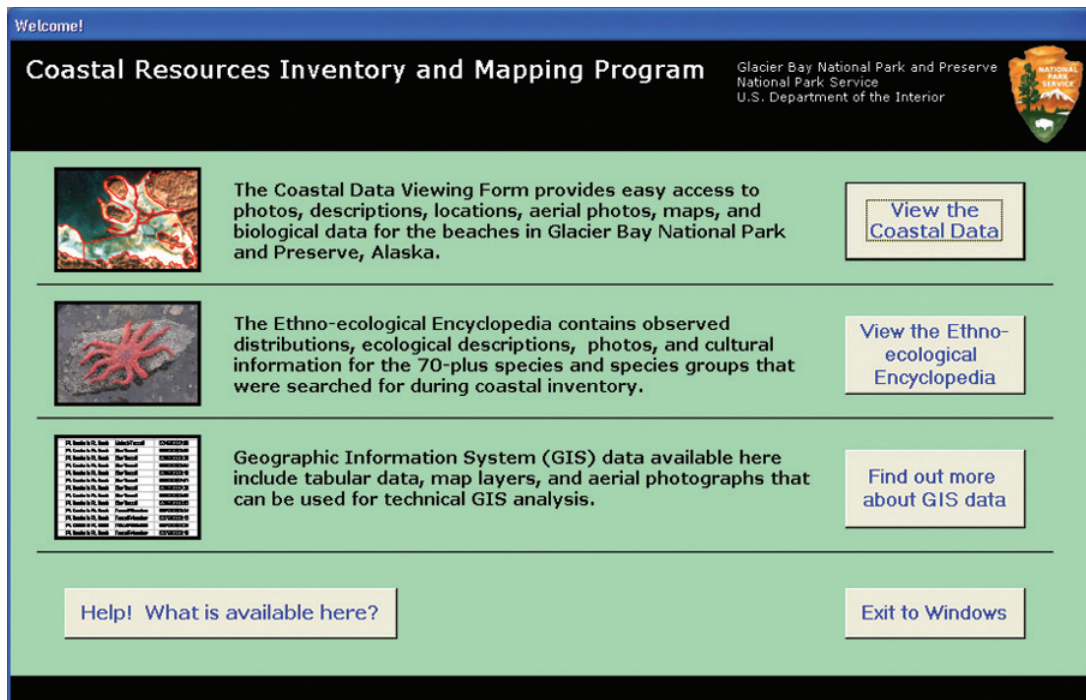 Welcome!
Coastal Resources Inventory and Mapping Program
Glacier Bay National Park and Preserve
National Park Service
U.S. Department of the Interior
NATIONAL
PARK
SERVICE
The Coastal Data Viewing Form provides easy access to
photos, descriptions, locations, aerial photos, maps, and
biological data for the beaches in Glacier Bay National Park
and Preserve, Alaska.
View the
Coastal Data
The Ethno-ecological Encyclopedia contains observed
distributions, ecological descriptions, photos, and cultural
information for the 70-plus species and species groups that
were searched for during coastal inventory.
View the Ethno-
ecological
Encyclopedia
Geographic Information System (GIS) data available here
include tabular data, map layers, and aerial photographs that
can be used for technical GIS analysis.
Find out more
about GIS data
Help! What is available here?
Exit to Windows